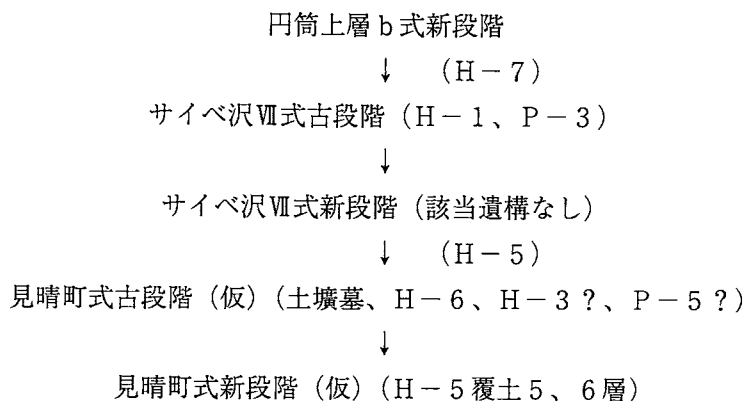 円筒上層b式新段階
↓ (H-7)
サイベ沢Ⅶ式古段階(H-1、P-3)
↓
サイベ沢Ⅶ式新段階(該当遺構なし)
↓ (H-5)
見晴町式古段階(仮)(土壙墓、H-6、H-3?、P-5?)
↓
見晴町式新段階(仮)(H-5覆土5、6層)